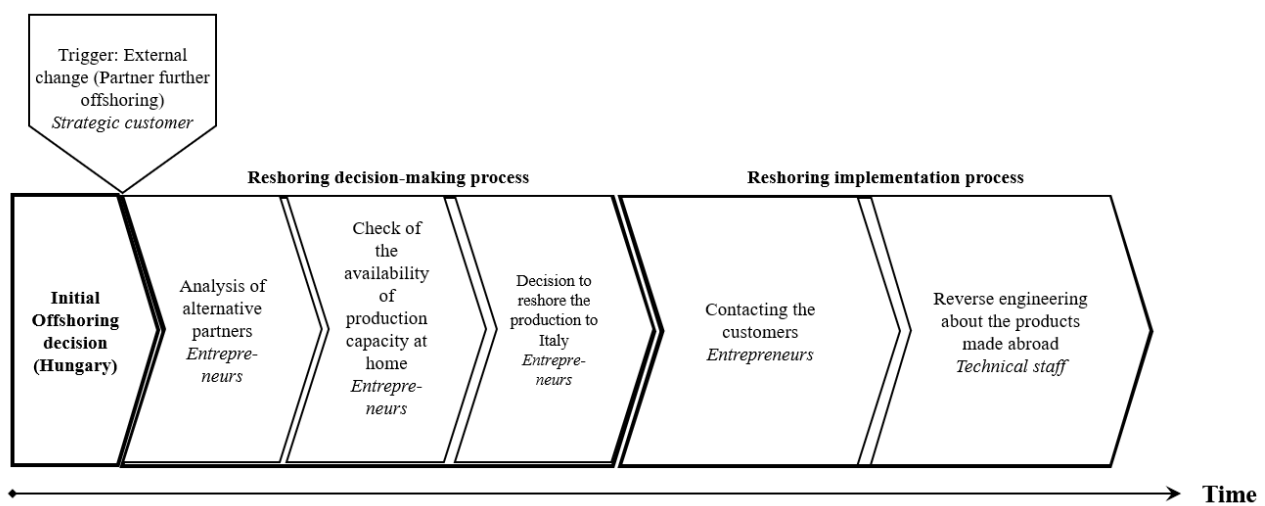 Trigger: External
change (Partner further
offshoring)
Strategic customer
Reshoring decision-making process
Reshoring implementation process
Initial
Offshoring
decision
(Hungary)
Analysis of
alternative
partners
Entrepre-
neurs
Check of
the
availability
of
production
capacity at
home
Entrepre-
neurs
Decision to
reshore the
production to
Italy
Entrepre-
neurs
Contacting the
customers
Entrepreneurs
Reverse engineering
about the products
made abroad
Technical staff
Time